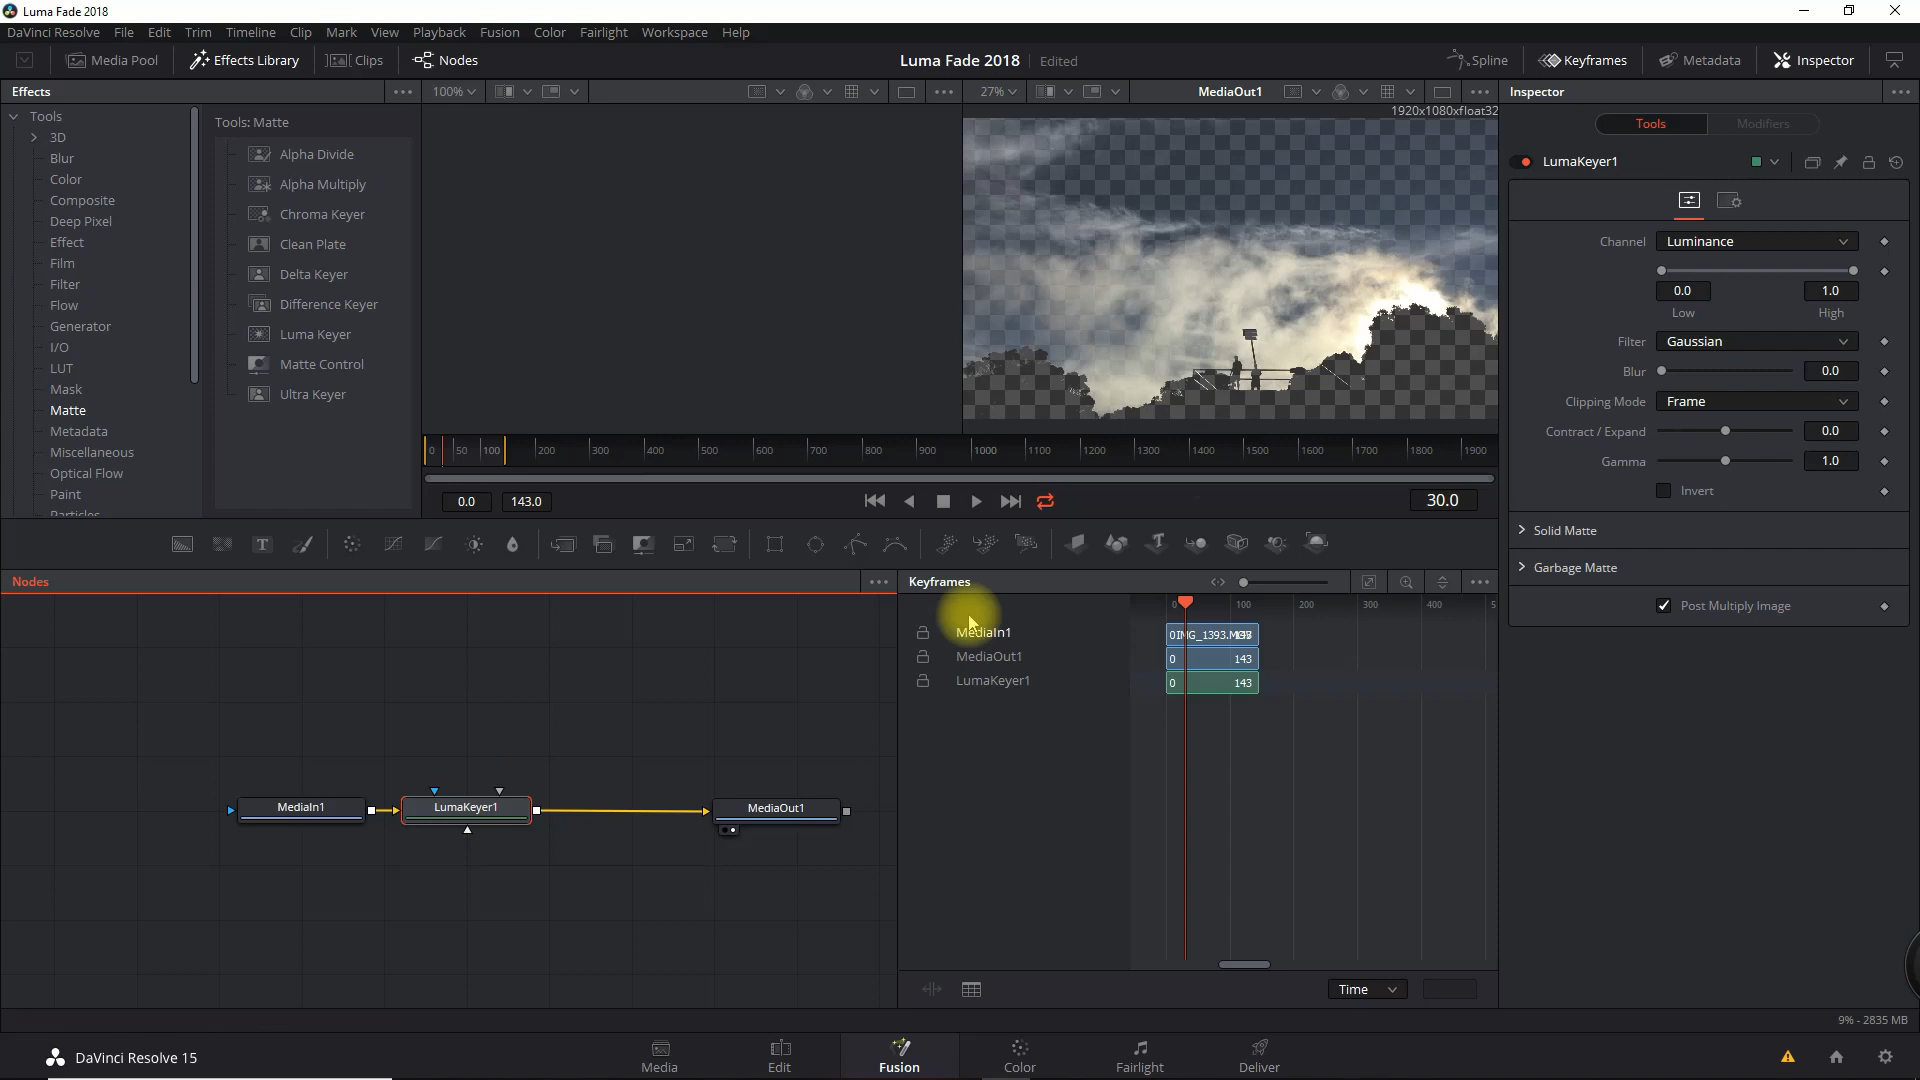 Luma Fade 2018
DaVinci Resolve File Edit Trim Timeline Clip Mark View Playback Fusion Color Fairlight Workspace Help
Media Pool Effects Library Clips Nodes Luma Fade 2018 Edited Spline Keyframes Metadata Inspector
Effects 100% 27% MediaOut1 Inspector
1920x1080xfloat32
Tools
3D
Blur
Color
Composite
Deep Pixel
Effect
Film
Filter
Flow
Generator
I/O
LUT
Mask
Matte
Metadata
Miscellaneous
Optical Flow
Paint
Particles
Tools: Matte
Alpha Divide
Alpha Multiply
Chroma Keyer
Clean Plate
Delta Keyer
Difference Keyer
Luma Keyer
Matte Control
Ultra Keyer
0 50 100 200 300 400 500 600 700 800 900 1000 1100 1200 1300 1400 1500 1600 1700 1800 1900
0.0 143.0 30.0
Tools Modifiers
LumaKeyer1
Channel Luminance
0.0 1.0
Low High
Filter Gaussian
Blur 0.0
Clipping Mode Frame
Contract / Expand 0.0
Gamma 1.0
Invert
Solid Matte
Garbage Matte
Post Multiply Image
Nodes
MediaIn1 LumaKeyer1 MediaOut1
Keyframes
0 100 200 300 400 5
MediaIn1 0IMG_1393.MOV
MediaOut1 0 143
LumaKeyer1 0 143
Time
9% - 2835 MB
DaVinci Resolve 15
Media Edit Fusion Color Fairlight Deliver